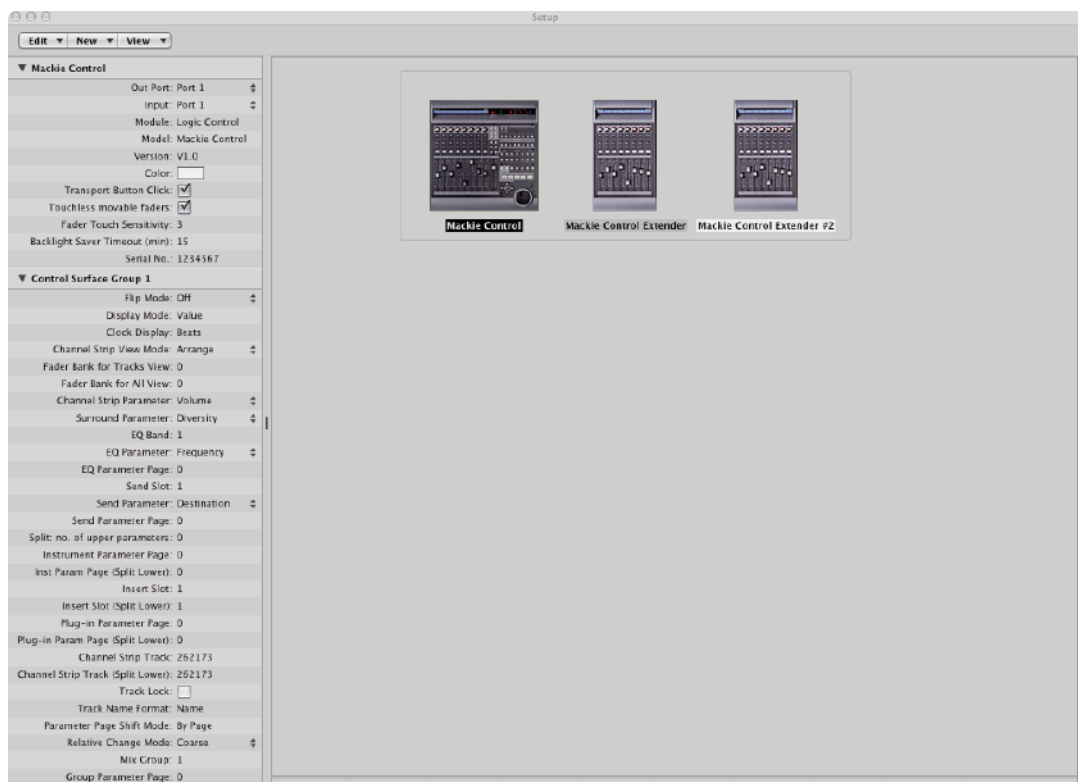 Setup
Edit ▼ New ▼ View ▼
▼ Mackie Control
Out Port: Port 1
Input: Port 1
Module: Logic Control
Model: Mackie Control
Version: V1.0
Color:
Transport Button Click: ✓
Touchless movable faders: ✓
Fader Touch Sensitivity: 3
Backlight Saver Timeout (min): 15
Serial No.: 1234567
▼ Control Surface Group 1
Flip Mode: Off
Display Mode: Value
Clock Display: Beats
Channel Strip View Mode: Arrange
Fader Bank for Tracks View: 0
Fader Bank for All View: 0
Channel Strip Parameter: Volume
Surround Parameter: Diversity
EQ Band: 1
EQ Parameter: Frequency
EQ Parameter Page: 0
Send Slot: 1
Send Parameter: Destination
Send Parameter Page: 0
Split: no. of upper parameters: 0
Instrument Parameter Page: 0
Inst Param Page (Split Lower): 0
Insert Slot: 1
Insert Slot (Split Lower): 1
Plug-in Parameter Page: 0
Plug-in Param Page (Split Lower): 0
Channel Strip Track: 262173
Channel Strip Track (Split Lower): 262173
Track Lock:
Track Name Format: Name
Parameter Page Shift Mode: By Page
Relative Change Mode: Coarse
Mix Group: 1
Group Parameter Page: 0
Mackie Control
Mackie Control Extender
Mackie Control Extender #2